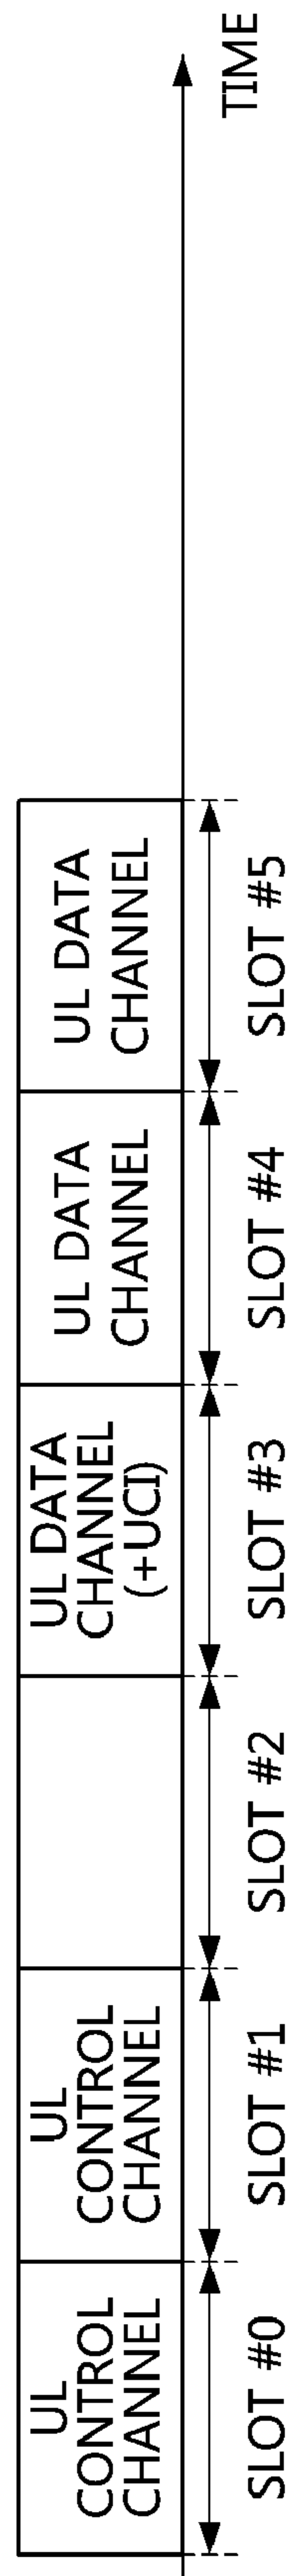 UL
CONTROL
CHANNEL
UL
CONTROL
CHANNEL
UL DATA
CHANNEL
(+UCI)
UL DATA
CHANNEL
UL DATA
CHANNEL
SLOT #0
SLOT #1
SLOT #2
SLOT #3
SLOT #4
SLOT #5
TIME